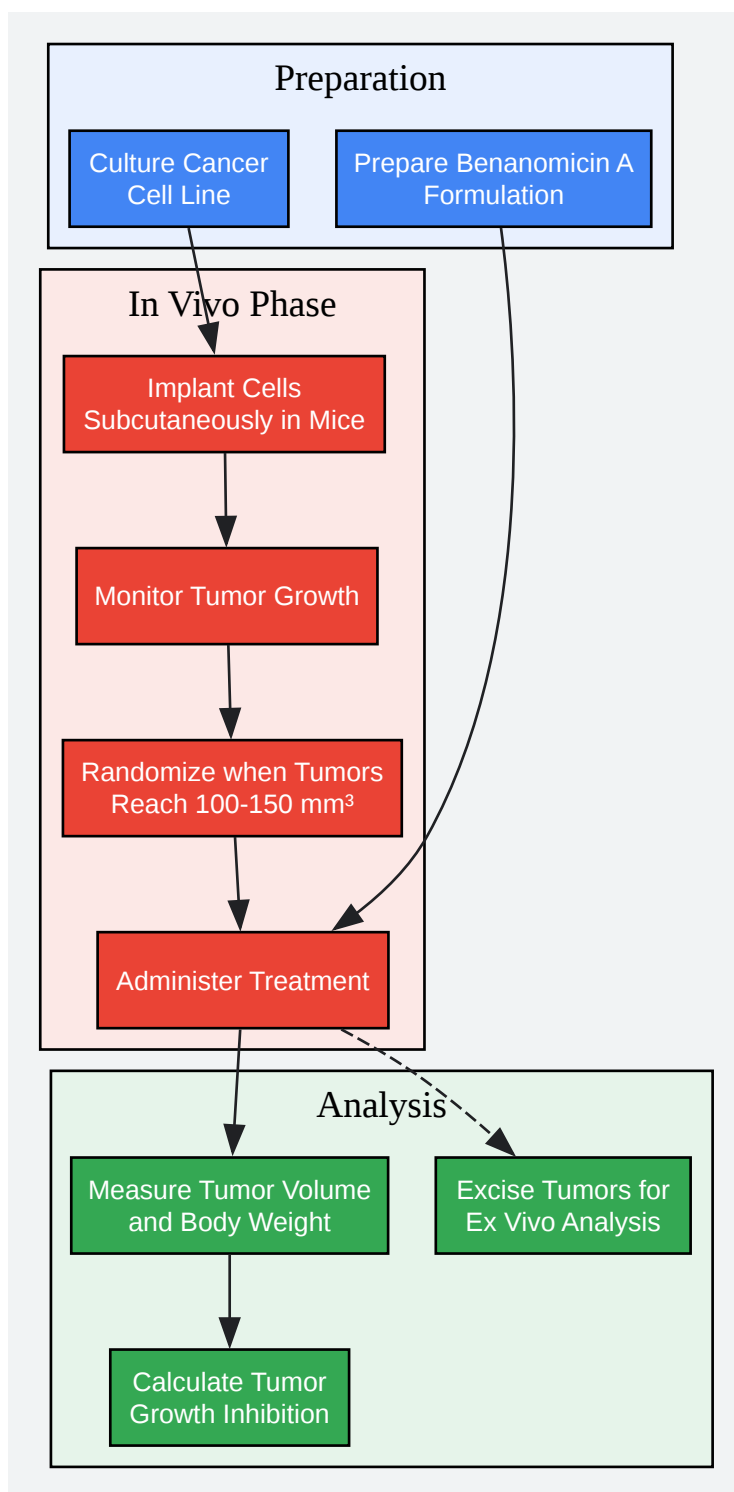 Preparation
Culture Cancer
Cell Line
Prepare Benanomicin A
Formulation
In Vivo Phase
Implant Cells
Subcutaneously in Mice
Monitor Tumor Growth
Randomize when Tumors
Reach 100-150 mm³
Administer Treatment
Analysis
Measure Tumor Volume
and Body Weight
Excise Tumors for
Ex Vivo Analysis
Calculate Tumor
Growth Inhibition